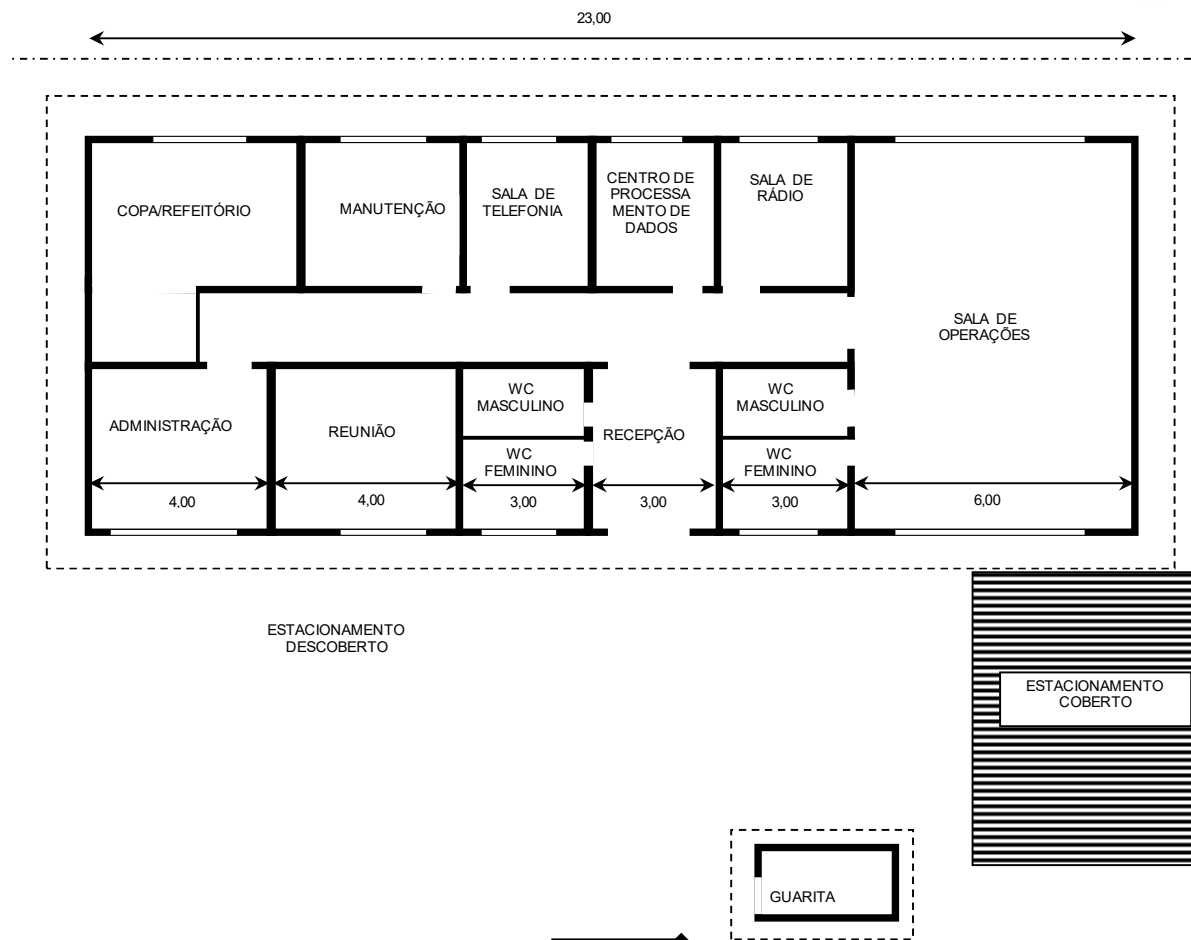 23,00
COPA/REFEITÓRIO
MANUTENÇÃO
SALA DE
TELEFONIA
CENTRO DE
PROCESSA
MENTO DE
DADOS
SALA DE
RÁDIO
SALA DE
OPERAÇÕES
ADMINISTRAÇÃO
REUNIÃO
WC
MASCULINO
WC
FEMININO
RECEPÇÃO
WC
MASCULINO
WC
FEMININO
4,00
4,00
3,00
3,00
3,00
6,00
ESTACIONAMENTO
DESCOBERTO
ESTACIONAMENTO
COBERTO
GUARITA